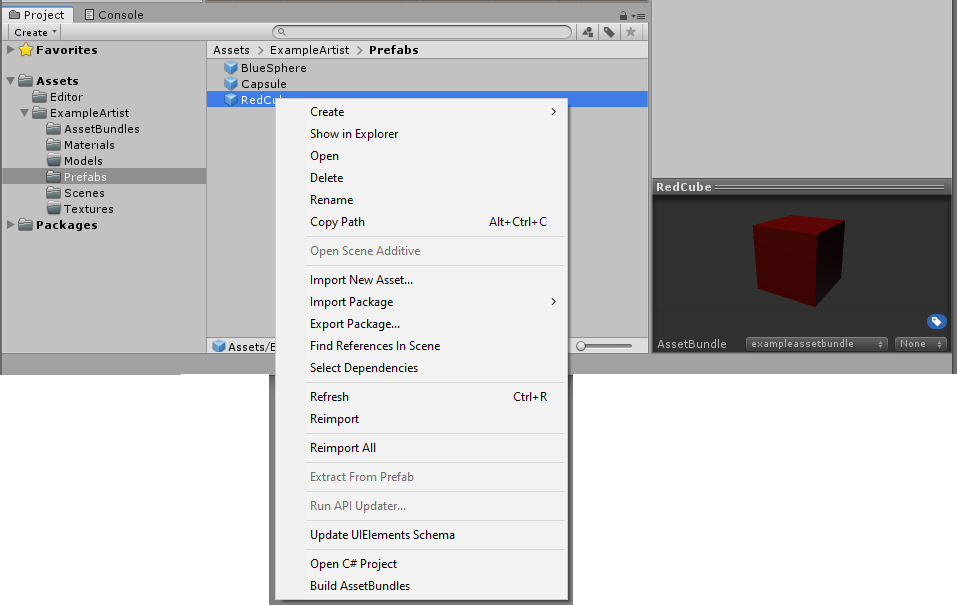 Project Console
Create
Favorites
Assets
Editor
ExampleArtist
AssetBundles
Materials
Models
Prefabs
Scenes
Textures
Packages
Assets > ExampleArtist > Prefabs
BlueSphere
Capsule
RedCu
Assets/E
Create >
Show in Explorer
Open
Delete
Rename
Copy Path Alt+Ctrl+C
Open Scene Additive
Import New Asset...
Import Package >
Export Package...
Find References In Scene
Select Dependencies
Refresh Ctrl+R
Reimport
Reimport All
Extract From Prefab
Run API Updater...
Update UIElements Schema
Open C# Project
Build AssetBundles
RedCube
AssetBundle exampleassetbundle None